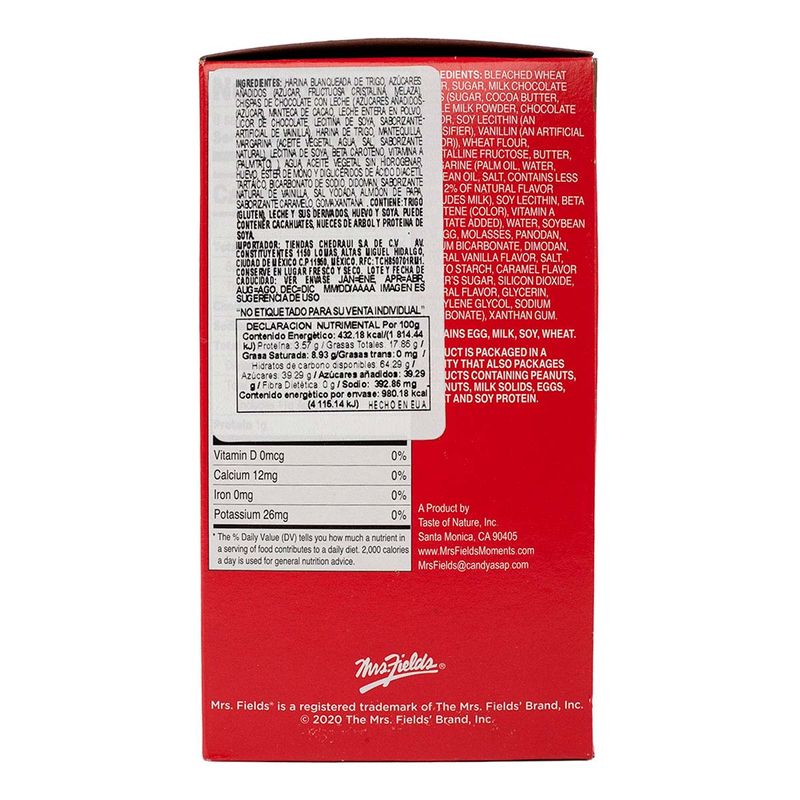 INGREDIENTES: HARINA BLANQUEADA DE TRIGO, AZÚCARES
AÑADIDOS (AZÚCAR, FRUCTUOSA CRISTALINA, MELAZA),
CHISPAS DE CHOCOLATE CON LECHE (AZÚCARES AÑADIDOS-
(AZÚCAR), MANTECA DE CACAO, LECHE ENTERA EN POLVO,
LICOR DE CHOCOLATE LECITINA DE SOYA, SABORIZANTE-
ARTIFICIAL DE VAINILLA), HARINA DE TRIGO, MANTEQUILLA,
MARGARINA (ACEITE VEGETAL, AGUA, SAL, SABORIZANTE
NATURAL), LECITINA DE SOYA, BETA CAROTENO, VITAMINA A
PALMITATO), AGUA, ACEITE VEGETAL SIN HIDROGENAR,
HUEVO, ESTER DE MONO Y DIGLICÉRIDOS DE ÁCIDO DIACETIL
TARTÁCO, BICARBONATO DE SODIO, DIDOMAN, SABORIZANTE
NATURAL DE VAINILLA, SAL YODADA, ALMDON DE PAPA,
SABORIZANTE CARAMELO, GOMA XANTANA. CONTIENE: TRIGO
(GLUTEN), LECHE Y SUS DERIVADOS, HUEVO Y SOYA. PUEDE
CONTENER CACAHUATES, NUECES DE ARBOL Y PROTEÍNA DE
SOYA.
IMPORTADOR: TIENDAS CHEDRAUI SA DE C.V AV.
CONSTITUYENTES 1150 LOMAS, ALTAS MIGUEL HIDALGO,
CIUDAD DE MÉXICO C.P 11950, MÉXICO. RFC: TCH850701RM1.
CONSERVE EN LUGAR FRESCO Y SECO. LOTE Y FECHA DE
CADUCIDAD: VER ENVASE JAN=ENE, APR=ABR,
AUG=AGO, DEC=DIC MM/DD/AAAA IMAGEN ES
SUGERENCIA DE USO
"NO ETIQUETADO PARA SU VENTA INDIVIDUAL"
DECLARACION NUTRIMENTAL Por 100g
Contenido Energético: 432.18 kcal/(1 814.44
kJ) Proteína: 3.57 g / Grasas Totales: 17.86 g /
Grasa Saturada: 8.93 g/Grasas trans: 0 mg /
Hidratos de carbono disponibles: 64.29 g /
Azúcares: 39.29 g / Azúcares añadidos: 39.29
g / Fibra Dietética: 0 g / Sodio: 392.86 mg
Contenido energético por envase: 980.18 kcal
(4 115.14 kJ) HECHO EN EUA
EDIENTS: BLEACHED WHEAT
R, SUGAR, MILK CHOCOLATE
S (SUGAR, COCOA BUTTER,
E MILK POWDER, CHOCOLATE
R, SOY LECITHIN (AN
SIFIER), VANILLIN (AN ARTIFICIAL
OR)), WHEAT FLOUR,
TALLINE FRUCTOSE, BUTTER,
ARINE (PALM OIL, WATER,
EAN OIL, SALT, CONTAINS LESS
2% OF NATURAL FLAVOR
UDES MILK), SOY LECITHIN, BETA
TENE (COLOR), VITAMIN A
TATE ADDED), WATER, SOYBEAN
GG, MOLASSES, PANODAN,
M BICARBONATE, DIMODAN,
RAL VANILLA FLAVOR, SALT,
TO STARCH, CARAMEL FLAVOR
ER'S SUGAR, SILICON DIOXIDE,
RAL FLAVOR, GLYCERIN,
YLENE GLYCOL, SODIUM
BONATE), XANTHAN GUM.
AINS EGG, MILK, SOY, WHEAT.
DUCT IS PACKAGED IN A
ITY THAT ALSO PACKAGES
UCTS CONTAINING PEANUTS,
NUTS, MILK SOLIDS, EGGS,
T AND SOY PROTEIN.
Protein 1g
Vitamin D 0mcg 0%
Calcium 12mg 0%
Iron 0mg 0%
Potassium 26mg 0%
* The % Daily Value (DV) tells you how much a nutrient in
a serving of food contributes to a daily diet. 2,000 calories
a day is used for general nutrition advice.
A Product by
Taste of Nature, Inc.
Santa Monica, CA 90405
www.MrsFieldsMoments.com
MrsFields@candyasap.com
Mrs. Fields®
Mrs. Fields® is a registered trademark of The Mrs. Fields' Brand, Inc.
© 2020 The Mrs. Fields' Brand, Inc.